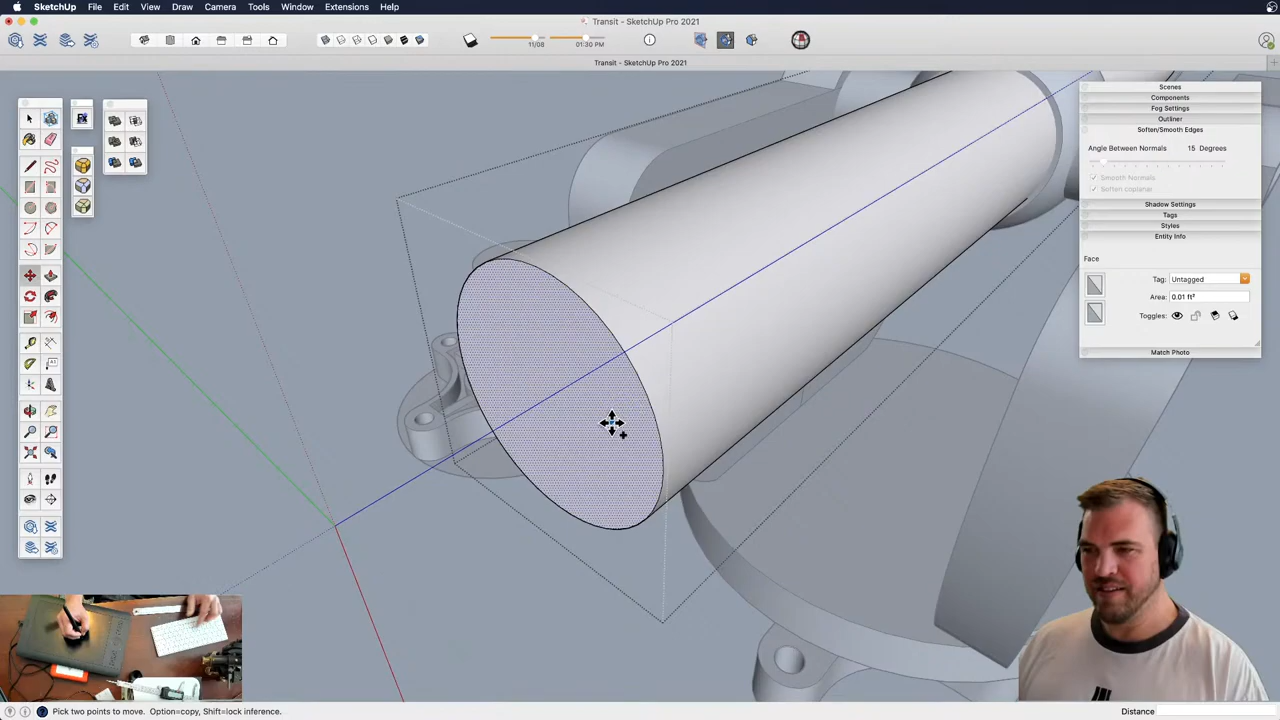 SketchUp File Edit View Draw Camera Tools Window Extensions Help
Transit - SketchUp Pro 2021
11/08 01:30 PM
Transit - SketchUp Pro 2021
Scenes
Components
Fog Settings
Outliner
Soften/Smooth Edges
Angle Between Normals 15 Degrees
Smooth Normals
Soften coplanar
Shadow Settings
Tags
Styles
Entity Info
Face
Tag: Untagged
Area: 0.01 ft²
Toggles:
Match Photo
Pick two points to move. Option=copy, Shift=lock inference.
Distance